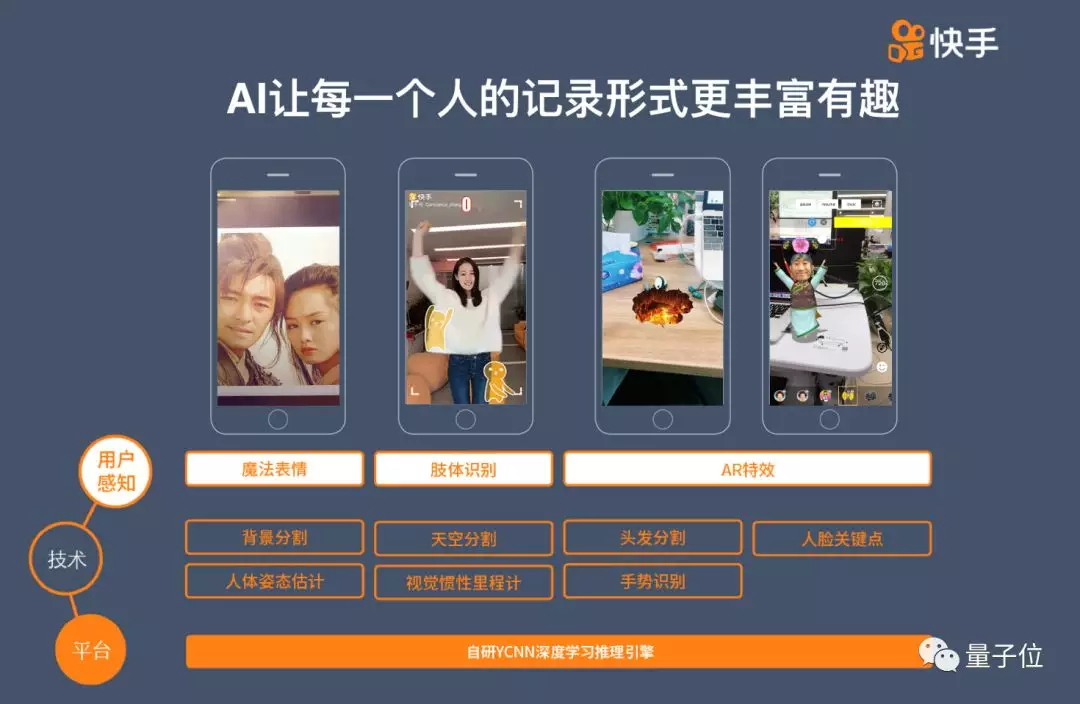 快手
AI让每一个人的记录形式更丰富有趣
快手
0
用户
感知
魔法表情
肢体识别
AR特效
技术
背景分割
天空分割
头发分割
人脸关键点
人体姿态估计
视觉惯性里程计
手势识别
平台
自研YCNN深度学习推理引擎
量子位